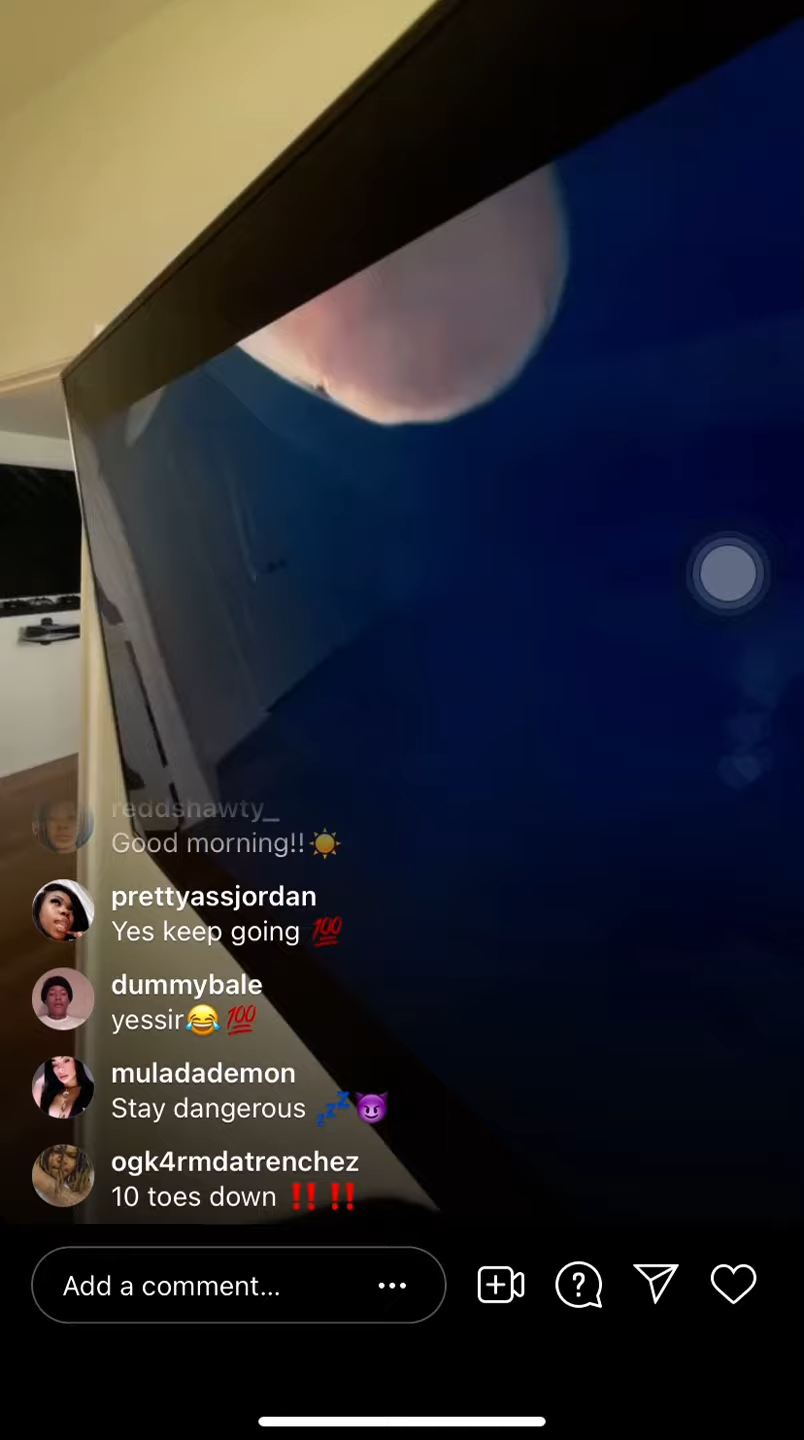 reddshawty_
Good morning!!☀️
prettyassjordan
Yes keep going 💯
dummybale
yessir😂💯
muladademon
Stay dangerous 💤😈
ogk4rmdatrenchez
10 toes down ‼️‼️
Add a comment...